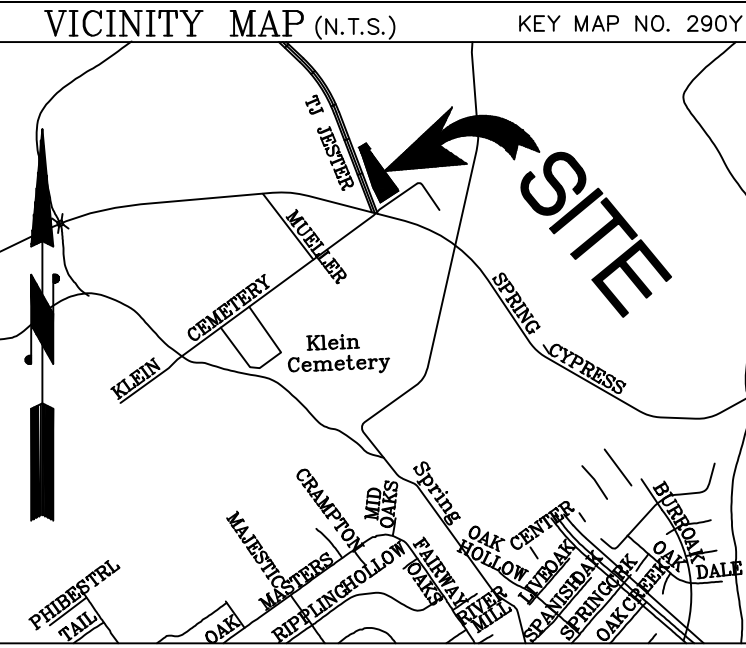 VICINITY MAP (N.T.S.) KEY MAP NO. 290Y
TJ JESTER
SITE
MUELLER
SPRING CYPRESS
KLEIN CEMETERY
Klein
Cemetery
Spring
CRAMPTON
MID
OAKS
MAJESTIC
MASTERS
OAK
RIPPLINGHOLLOW
FAIRWAY
OAKS
RIVER
MILL
OAK
HOLLOW
CENTER
LIVEOAK
SPANISHOAK
SPRINGCRK
OAKCREEK
BURROAK
OAK
DALE
PHIBESTRL
TAIL